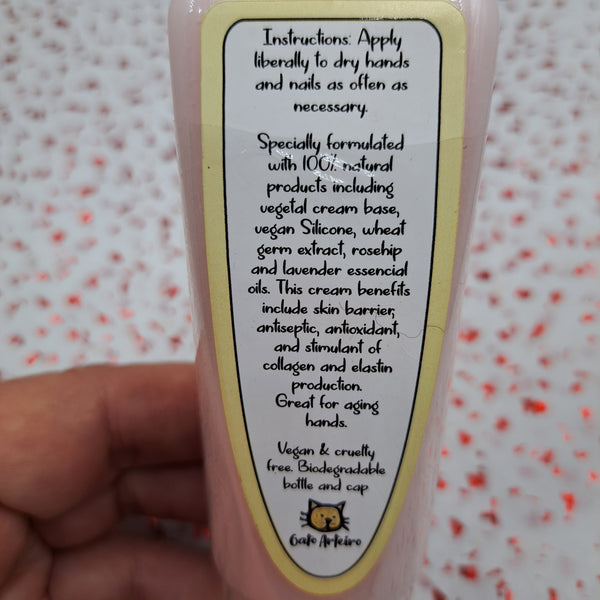 Instructions: Apply
liberally to dry hands
and nails as often as
necessary.
Specially formulated
with 100% natural
products including
vegetal cream base,
vegan Silicone, wheat
germ extract, rosehip
and lavender essencial
oils. This cream benefits
include skin barrier,
antiseptic, antioxidant,
and stimulant of
collagen and elastin
production.
Great for aging
hands.
Vegan & cruelty
free. Biodegradable
bottle and cap
Gato Arteiro